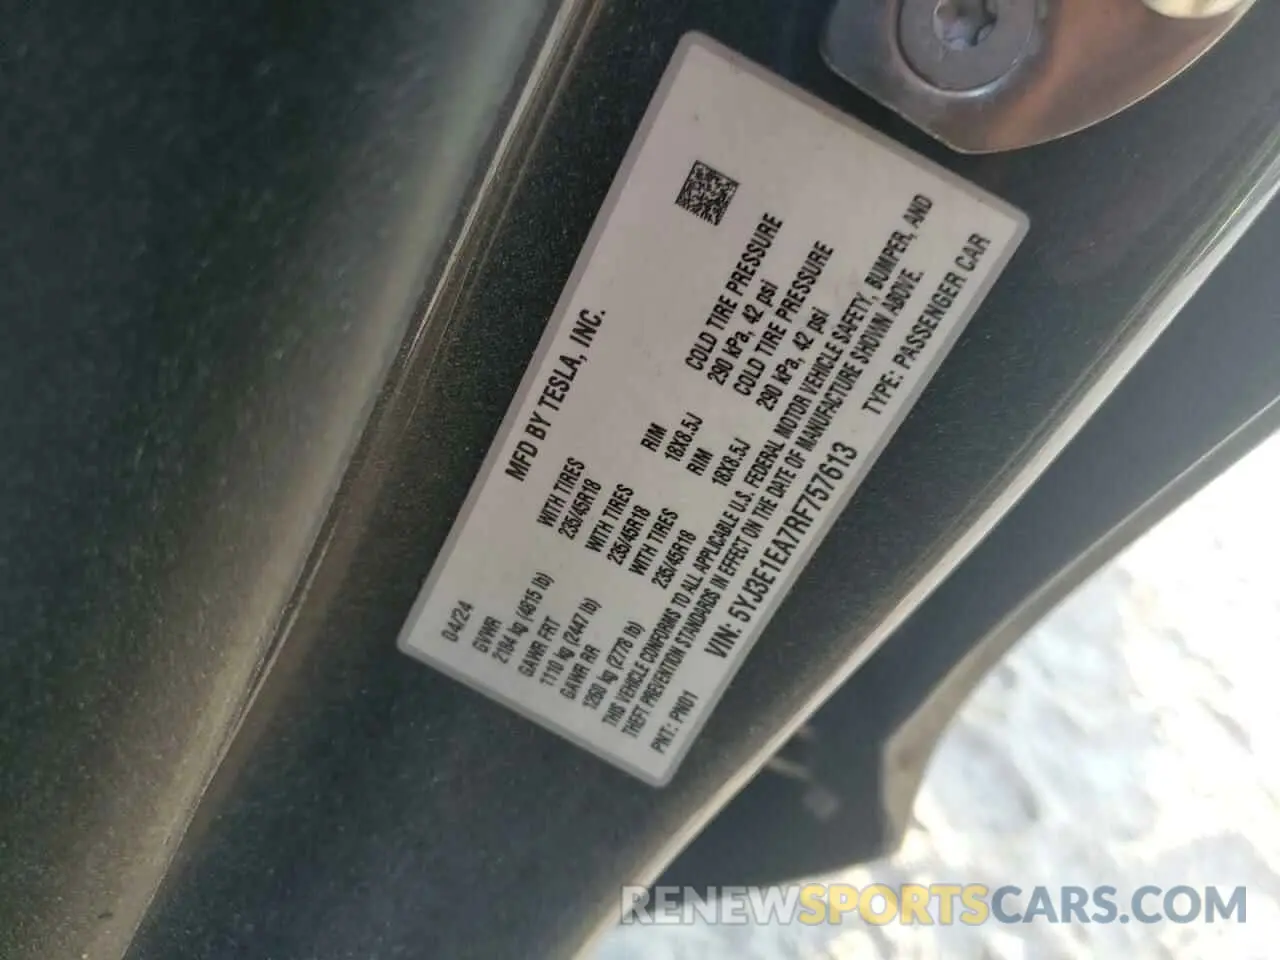 MFD BY TESLA, INC.
04/24
GVWR
2184 kg (4815 lb)
WITH TIRES
235/45R18
RIM
18X8.5J
COLD TIRE PRESSURE
290 kPa, 42 psi
GAWR FRT
1110 kg (2447 lb)
WITH TIRES
235/45R18
RIM
18X8.5J
COLD TIRE PRESSURE
290 kPa, 42 psi
GAWR RR
1260 kg (2778 lb)
WITH TIRES
235/45R18
THIS VEHICLE CONFORMS TO ALL APPLICABLE U.S. FEDERAL MOTOR VEHICLE SAFETY, BUMPER, AND
THEFT PREVENTION STANDARDS IN EFFECT ON THE DATE OF MANUFACTURE SHOWN ABOVE.
PNT: PN01
VIN: 5YJ3E1EA7RF757613
TYPE: PASSENGER CAR
RENEWSPORTSCARS.COM